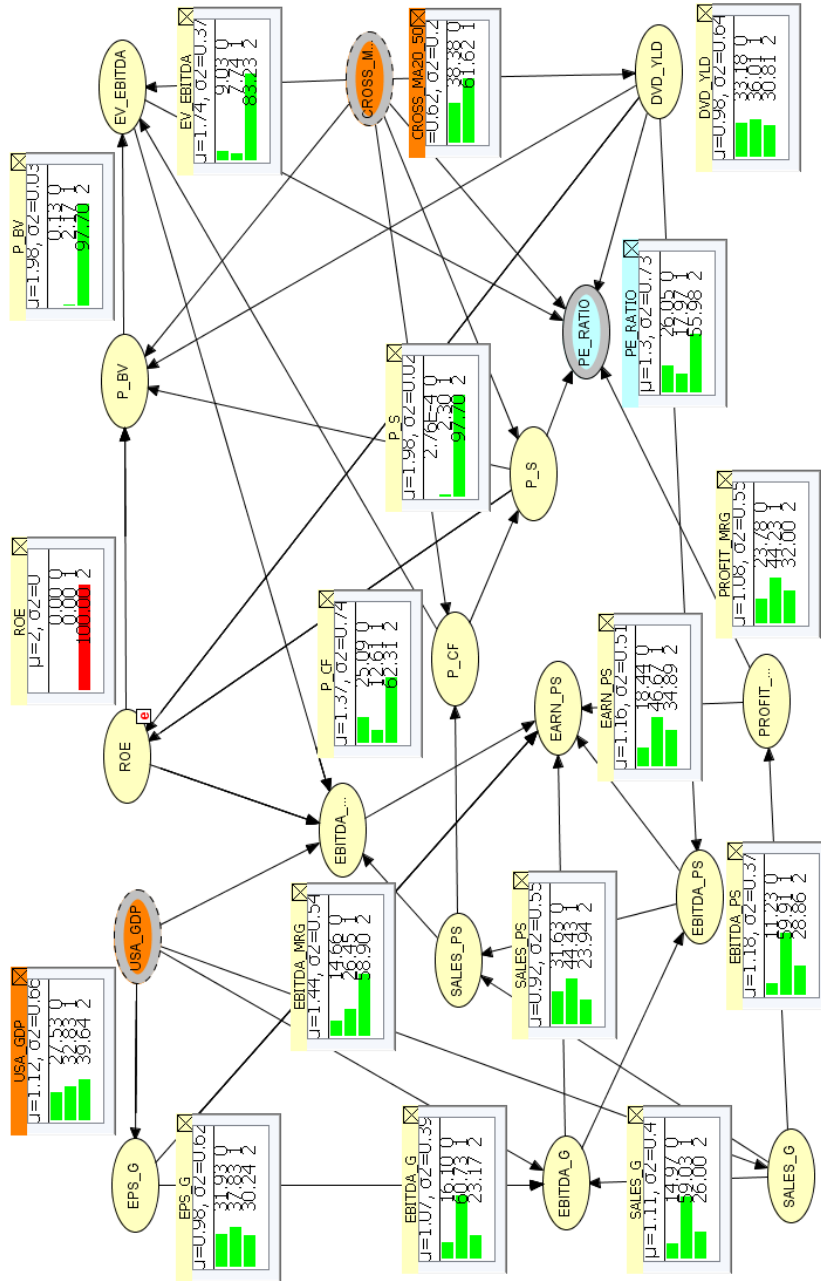 USA_GDP
μ=1.12, σ2=0.66
27.53 0
32.83 1
39.64 2
ROE
μ=2, σ2=0
0.00 0
0.00 1
100.00 2
P_BV
μ=1.98, σ2=0.03
0.13 0
2.17 1
97.70 2
EPS_G
USA_GDP
ROE
e
P_BV
EV_EBITDA
EPS_G
μ=0.98, σ2=0.62
31.93 0
37.83 1
30.24 2
EV_EBITDA
μ=1.74, σ2=0.37
9.03 0
7.74 1
83.23 2
EBITDA_MRG
μ=1.44, σ2=0.54
14.66 0
26.45 1
58.90 2
EBITDA_...
P_CF
μ=1.37, σ2=0.74
25.09 0
12.61 1
62.31 2
P_S
μ=1.98, σ2=0.02
2.76E-4 0
2.30 1
97.70 2
CROSS_M...
EBITDA_G
μ=1.07, σ2=0.39
16.10 0
60.73 1
23.17 2
SALES_PS
P_CF
CROSS_MA20_50
=0.62, σ2=0.2
38.38 0
61.62 1
SALES_PS
μ=0.92, σ2=0.55
31.63 0
44.43 1
23.94 2
EBITDA_G
EARN_PS
P_S
PE_RATIO
EARN_PS
μ=1.16, σ2=0.51
18.44 0
46.67 1
34.89 2
PE_RATIO
μ=1.3, σ2=0.73
26.05 0
17.97 1
55.98 2
DVD_YLD
SALES_G
μ=1.11, σ2=0.4
14.97 0
59.03 1
26.00 2
EBITDA_PS
DVD_YLD
μ=0.98, σ2=0.64
33.18 0
36.01 1
30.81 2
EBITDA_PS
μ=1.18, σ2=0.37
11.23 0
59.91 1
28.86 2
PROFIT_MRG
μ=1.08, σ2=0.55
23.78 0
44.23 1
32.00 2
SALES_G
PROFIT_...